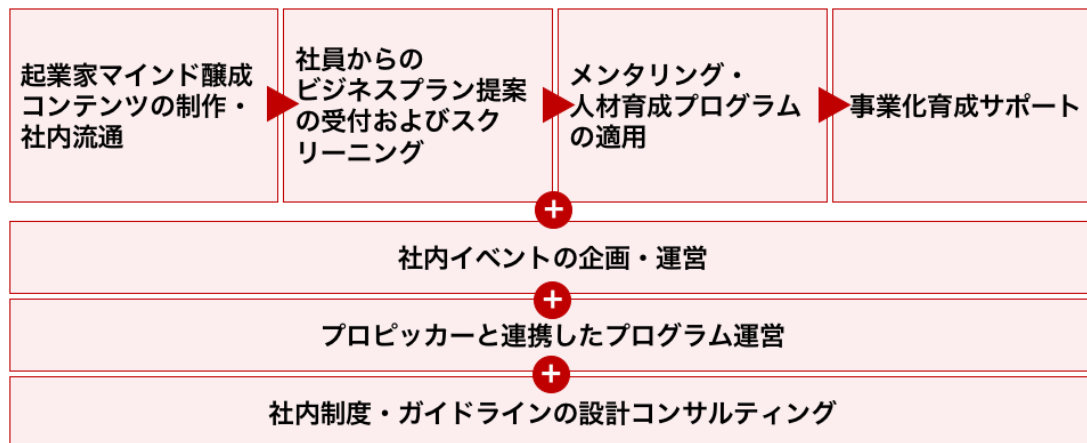 起業家マインド醸成
コンテンツの制作・
社内流通
社員からの
ビジネスプラン提案
の受付およびスク
リーニング
メンタリング・
人材育成プログラム
の適用
事業化育成サポート
+
社内イベントの企画・運営
+
プロピッカーと連携したプログラム運営
+
社内制度・ガイドラインの設計コンサルティング